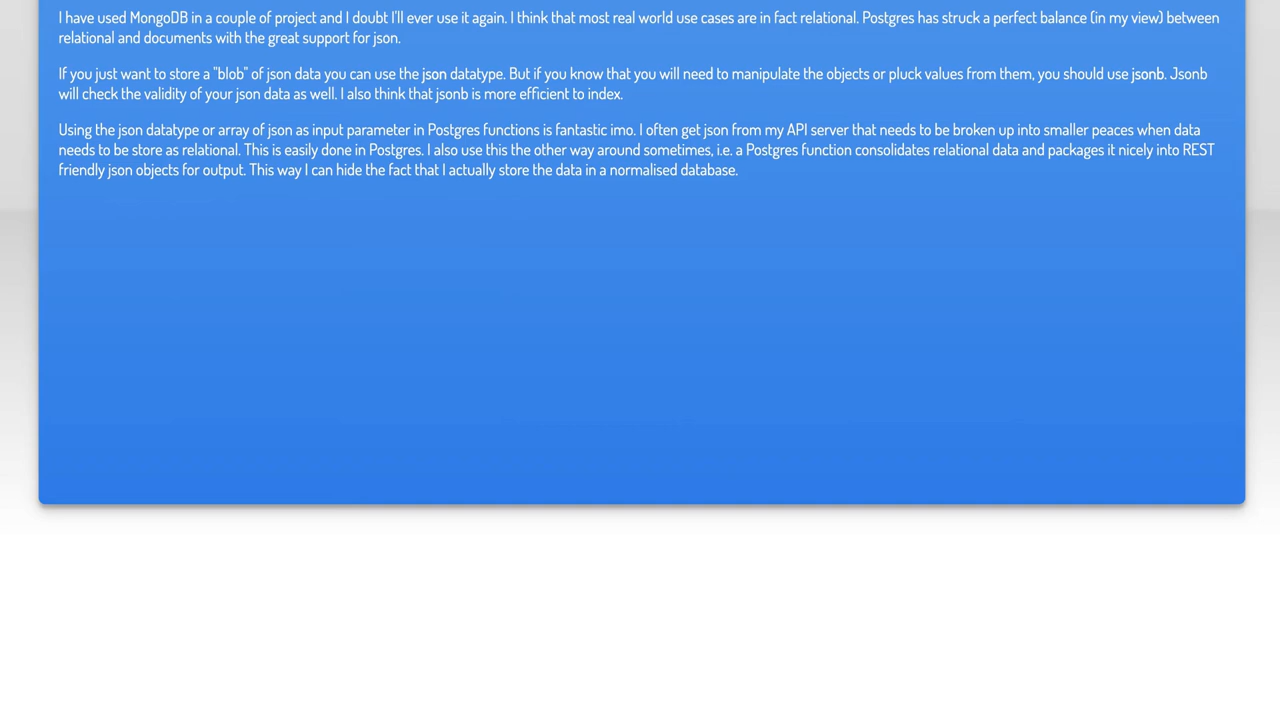 I have used MongoDB in a couple of project and I doubt I'll ever use it again. I think that most real world use cases are in fact relational. Postgres has struck a perfect balance (in my view) between
relational and documents with the great support for json.
If you just want to store a "blob" of json data you can use the json datatype. But if you know that you will need to manipulate the objects or pluck values from them, you should use jsonb. Jsonb
will check the validity of your json data as well. I also think that jsonb is more efficient to index.
Using the json datatype or array of json as input parameter in Postgres functions is fantastic imo. I often get json from my API server that needs to be broken up into smaller peaces when data
needs to be store as relational. This is easily done in Postgres. I also use this the other way around sometimes, i.e. a Postgres function consolidates relational data and packages it nicely into REST
friendly json objects for output. This way I can hide the fact that I actually store the data in a normalised database.